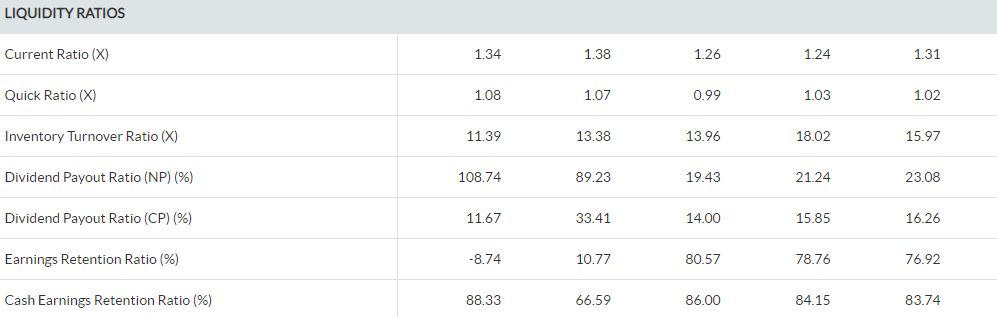 LIQUIDITY RATIOS
Current Ratio (X) 1.34 1.38 1.26 1.24 1.31
Quick Ratio (X) 1.08 1.07 0.99 1.03 1.02
Inventory Turnover Ratio (X) 11.39 13.38 13.96 18.02 15.97
Dividend Payout Ratio (NP) (%) 108.74 89.23 19.43 21.24 23.08
Dividend Payout Ratio (CP) (%) 11.67 33.41 14.00 15.85 16.26
Earnings Retention Ratio (%) -8.74 10.77 80.57 78.76 76.92
Cash Earnings Retention Ratio (%) 88.33 66.59 86.00 84.15 83.74